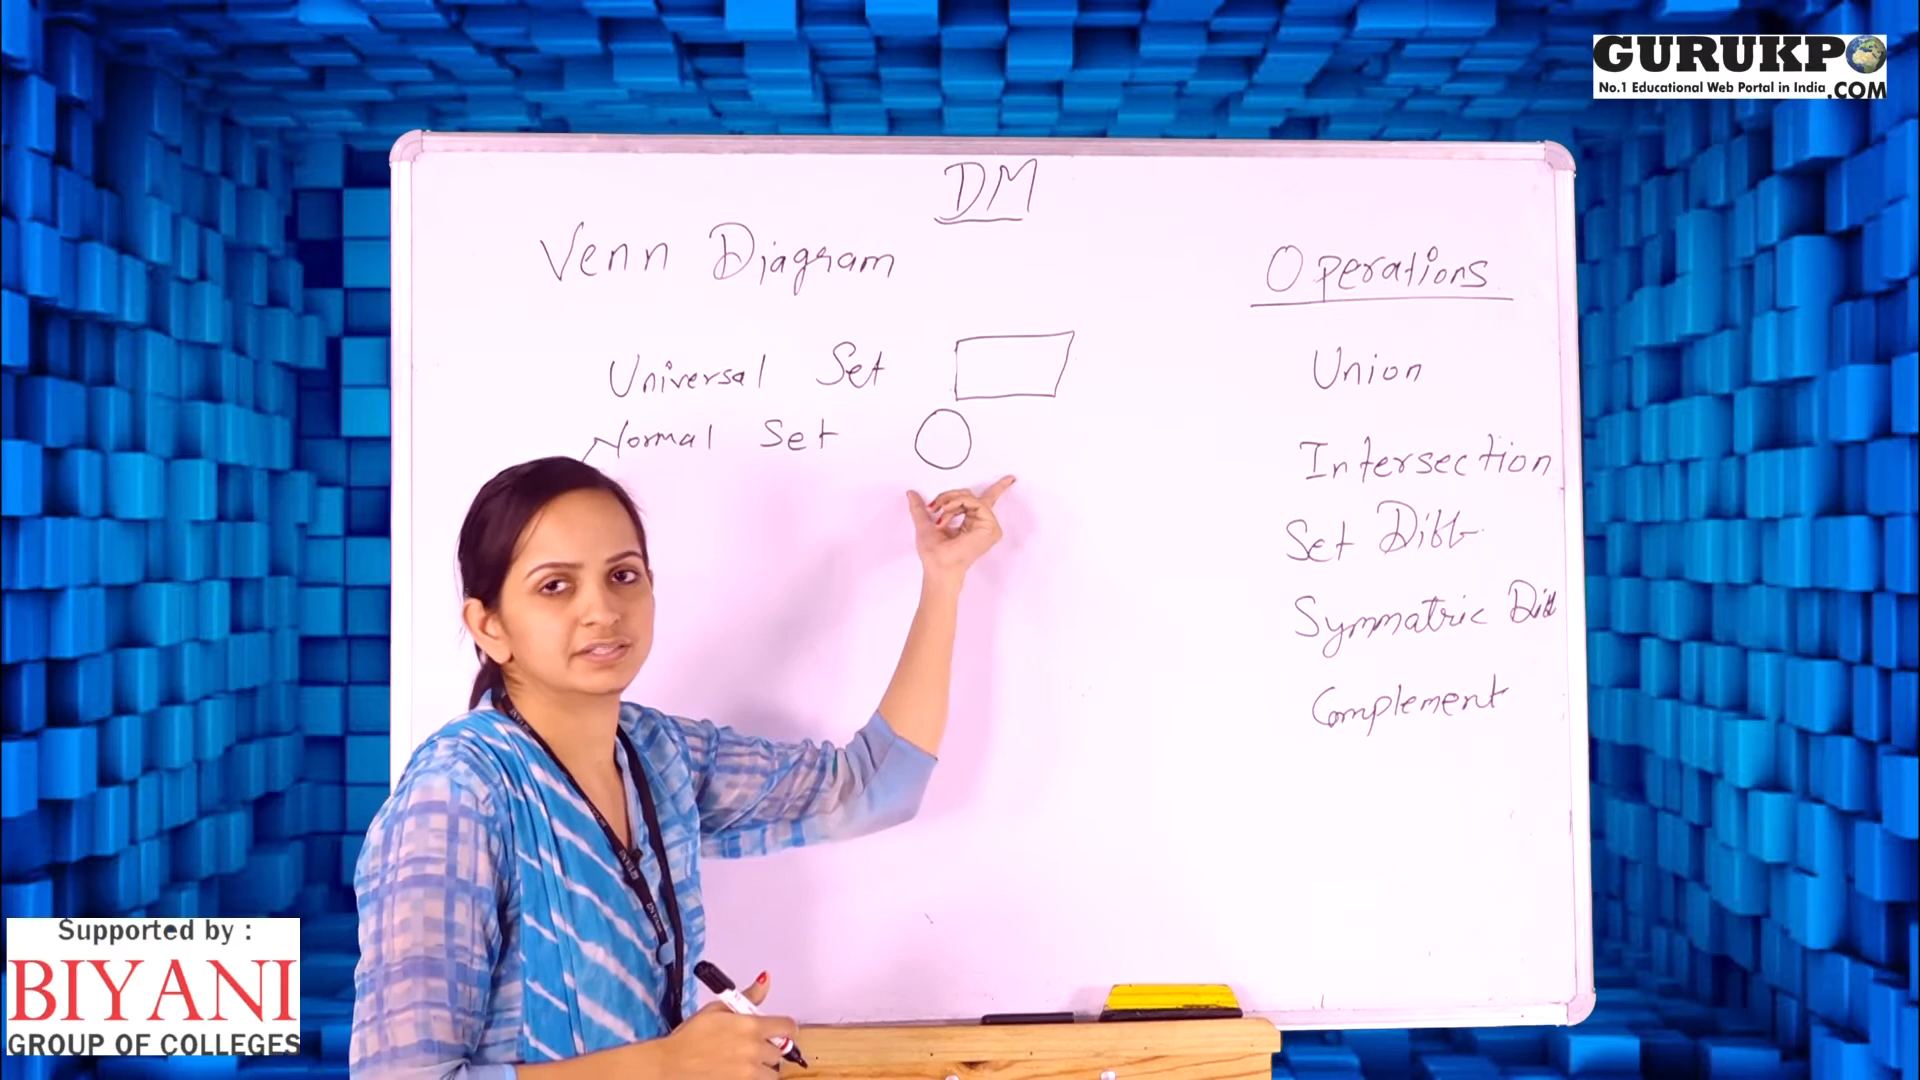 GURUKPO
No.1 Educational Web Portal in India .COM
DM
Venn Diagram
Universal Set
Normal Set
Operations
Union
Intersection
Set Diff
Symmatric Diff
Complement
Supported by :
BIYANI
GROUP OF COLLEGES